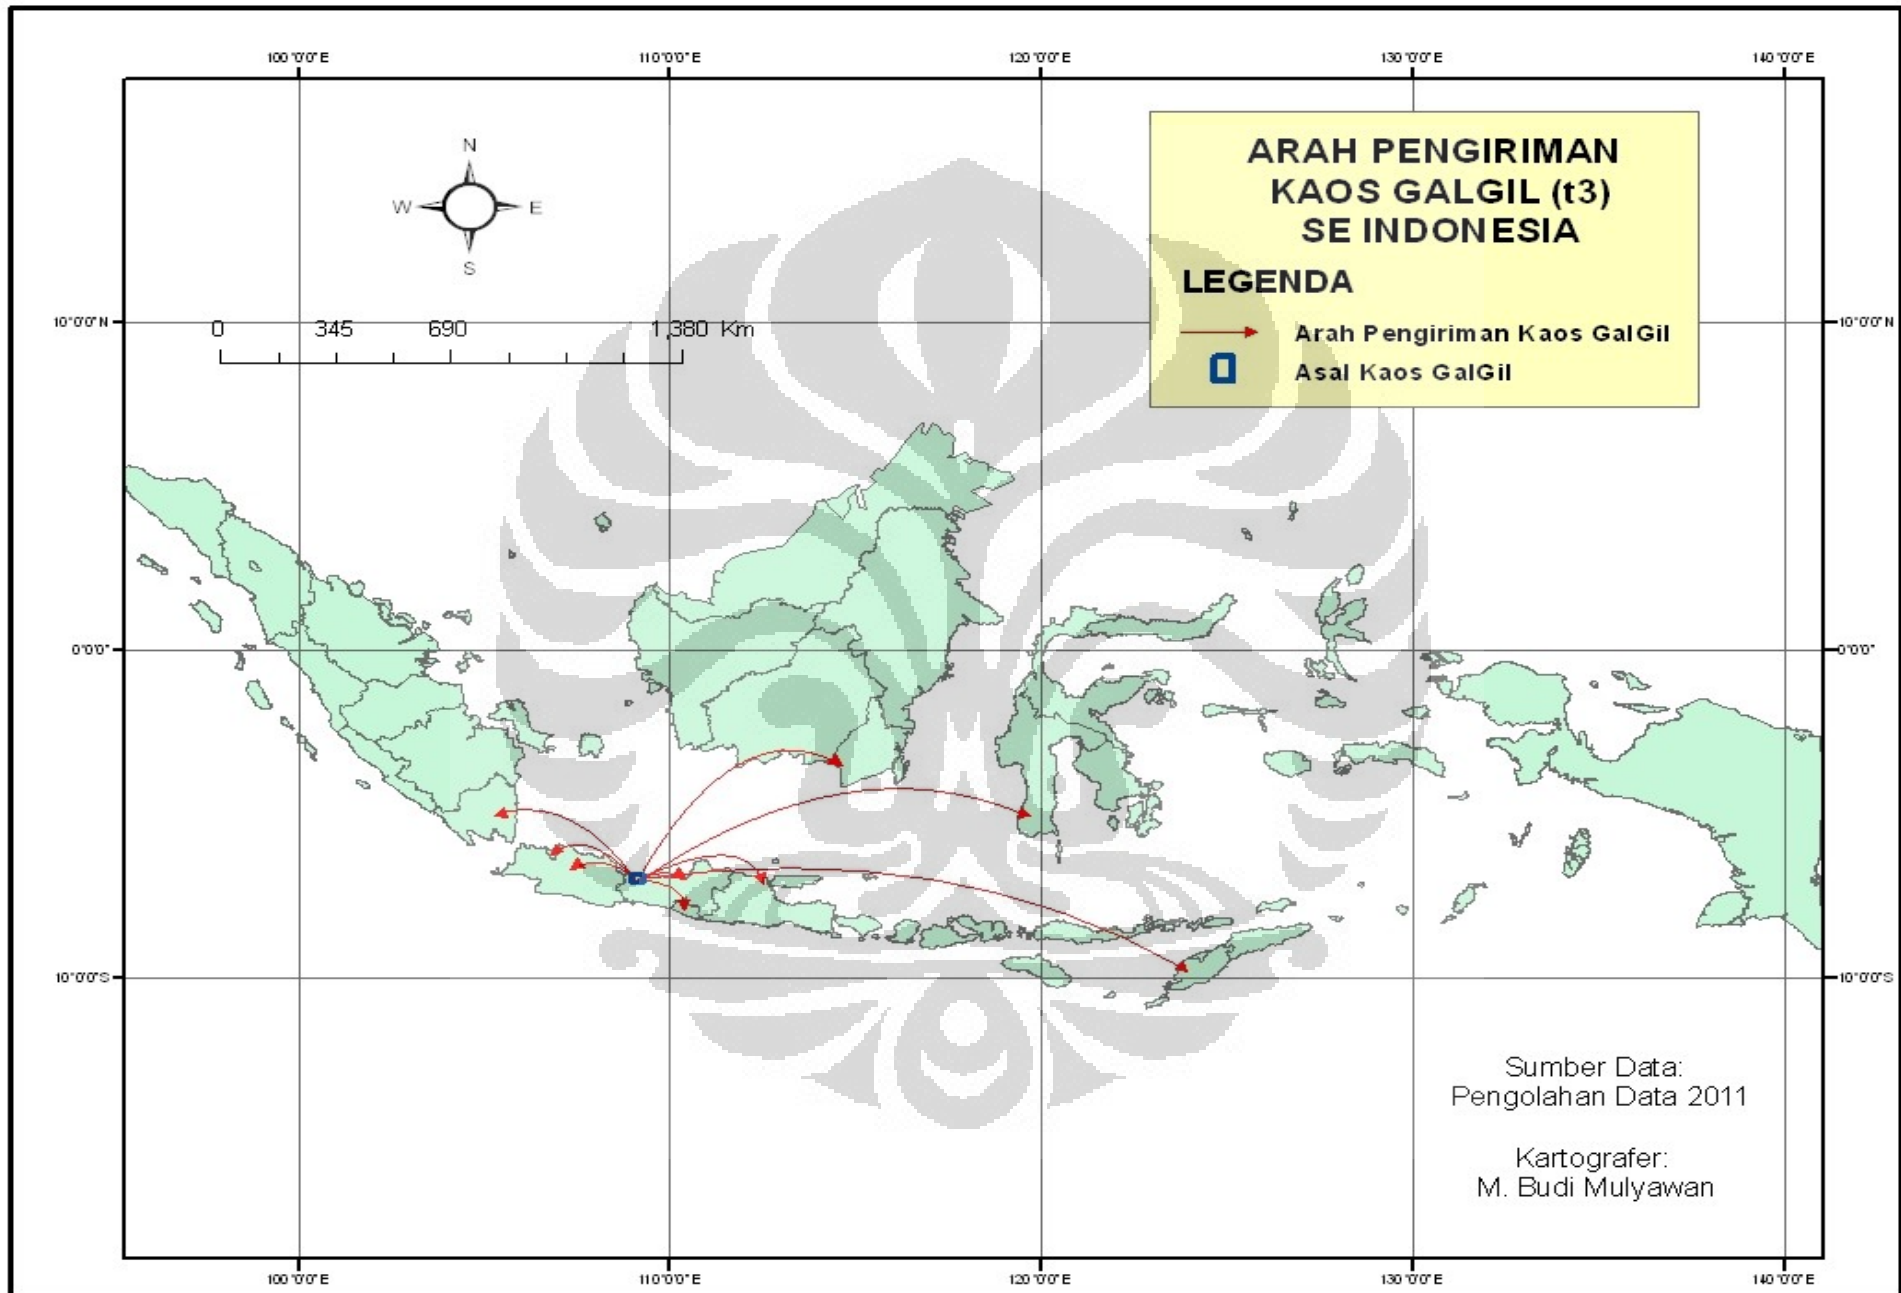 100°0'0"E 110°0'0"E 120°0'0"E 130°0'0"E 140°0'0"E
ARAH PENGIRIMAN
KAOS GALGIL (t3)
SE INDONESIA
LEGENDA
Arah Pengiriman Kaos GalGil
Asal Kaos GalGil
N
W E
S
0 345 690 1,380 Km
10°0'0"N 10°0'0"N
0°0'0" 0°0'0"
10°0'0"S 10°0'0"S
Sumber Data:
Pengolahan Data 2011
Kartografer:
M. Budi Mulyawan
100°0'0"E 110°0'0"E 120°0'0"E 130°0'0"E 140°0'0"E